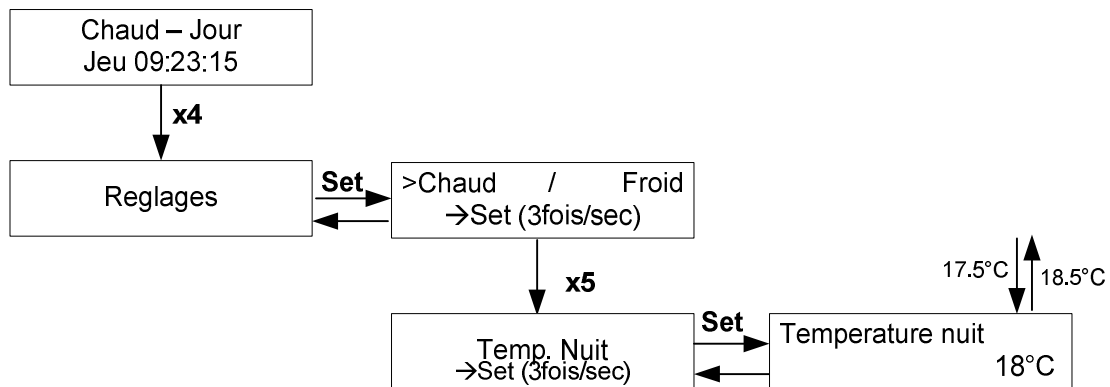 Chaud – Jour
Jeu 09:23:15
x4
Reglages
Set
>Chaud / Froid
→Set (3fois/sec)
x5
17.5°C
18.5°C
Temp. Nuit
→Set (3fois/sec)
Set
Temperature nuit
18°C